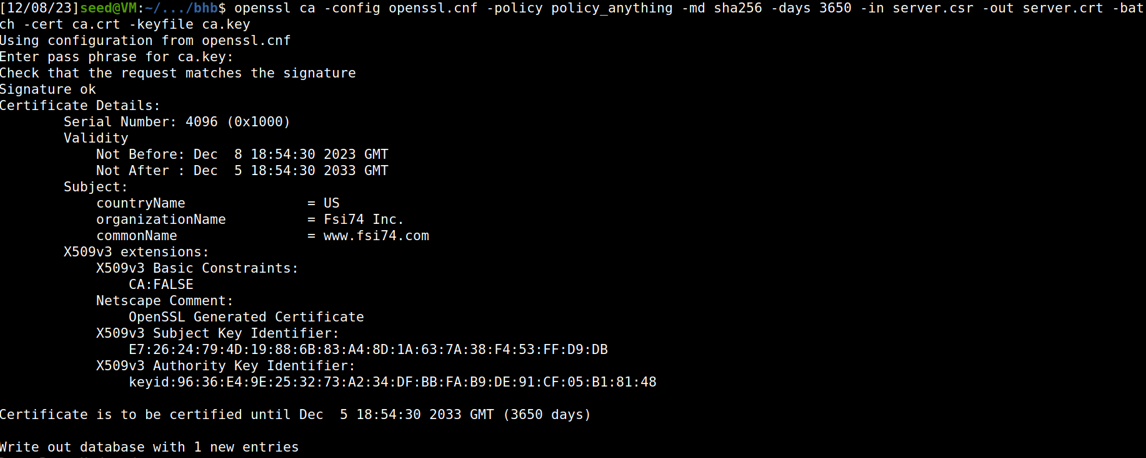 [12/08/23]seed@VM:~/.../bhb$ openssl ca -config openssl.cnf -policy policy_anything -md sha256 -days 3650 -in server.csr -out server.crt -bat
ch -cert ca.crt -keyfile ca.key
Using configuration from openssl.cnf
Enter pass phrase for ca.key:
Check that the request matches the signature
Signature ok
Certificate Details:
        Serial Number: 4096 (0x1000)
        Validity
            Not Before: Dec  8 18:54:30 2023 GMT
            Not After : Dec  5 18:54:30 2033 GMT
        Subject:
            countryName               = US
            organizationName          = Fsi74 Inc.
            commonName                = www.fsi74.com
        X509v3 extensions:
            X509v3 Basic Constraints:
                CA:FALSE
            Netscape Comment:
                OpenSSL Generated Certificate
            X509v3 Subject Key Identifier:
                E7:26:24:79:4D:19:88:6B:83:A4:8D:1A:63:7A:38:F4:53:FF:D9:DB
            X509v3 Authority Key Identifier:
                keyid:96:36:E4:9E:25:32:73:A2:34:DF:BB:FA:B9:DE:91:CF:05:B1:81:48
Certificate is to be certified until Dec  5 18:54:30 2033 GMT (3650 days)
Write out database with 1 new entries